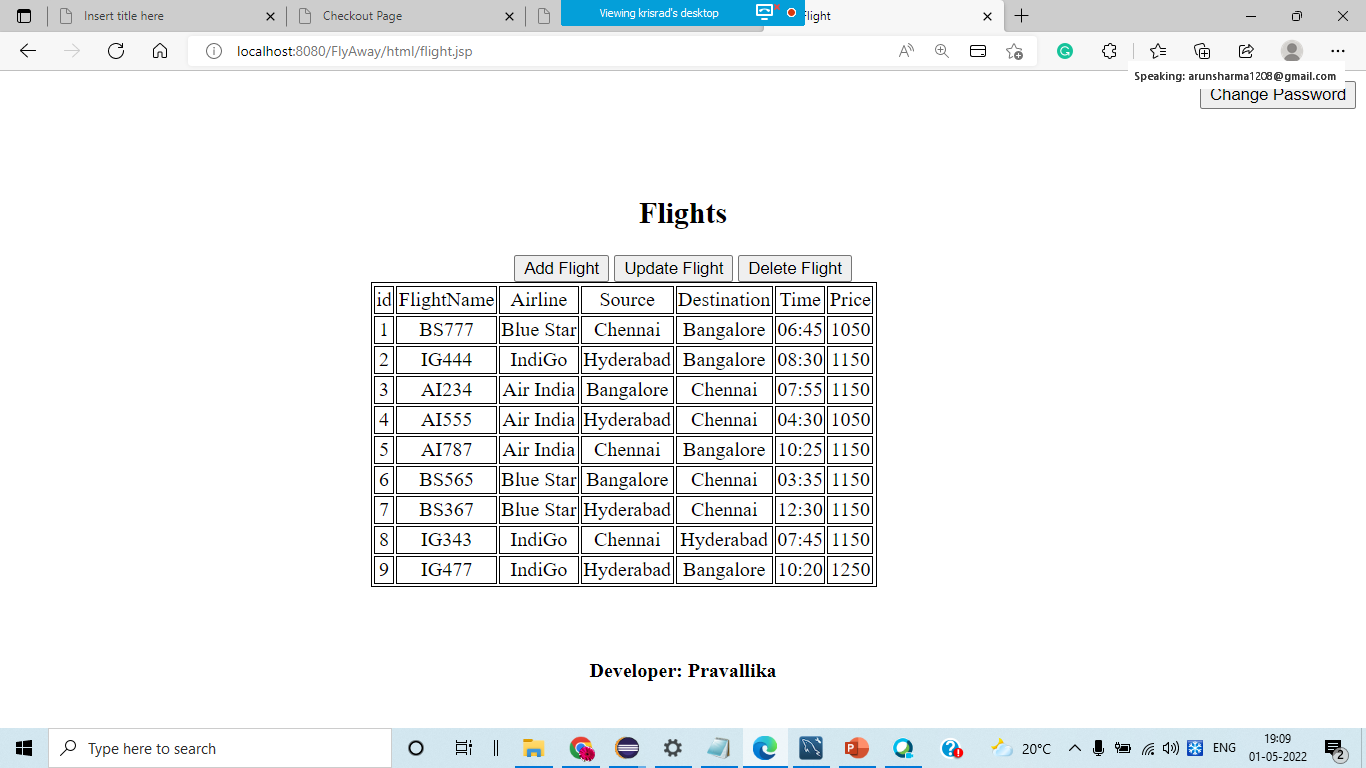 Insert title here
Checkout Page
Viewing krisrad's desktop
Flight
localhost:8080/FlyAway/html/flight.jsp
Speaking: arunsharma1208@gmail.com
Change Password
Flights
Add Flight Update Flight Delete Flight
id FlightName Airline Source Destination Time Price
1 BS777 Blue Star Chennai Bangalore 06:45 1050
2 IG444 IndiGo Hyderabad Bangalore 08:30 1150
3 AI234 Air India Bangalore Chennai 07:55 1150
4 AI555 Air India Hyderabad Chennai 04:30 1050
5 AI787 Air India Chennai Bangalore 10:25 1150
6 BS565 Blue Star Bangalore Chennai 03:35 1150
7 BS367 Blue Star Hyderabad Chennai 12:30 1150
8 IG343 IndiGo Chennai Hyderabad 07:45 1150
9 IG477 IndiGo Hyderabad Bangalore 10:20 1250
Developer: Pravallika
Type here to search
20°C
ENG
19:09
01-05-2022
2